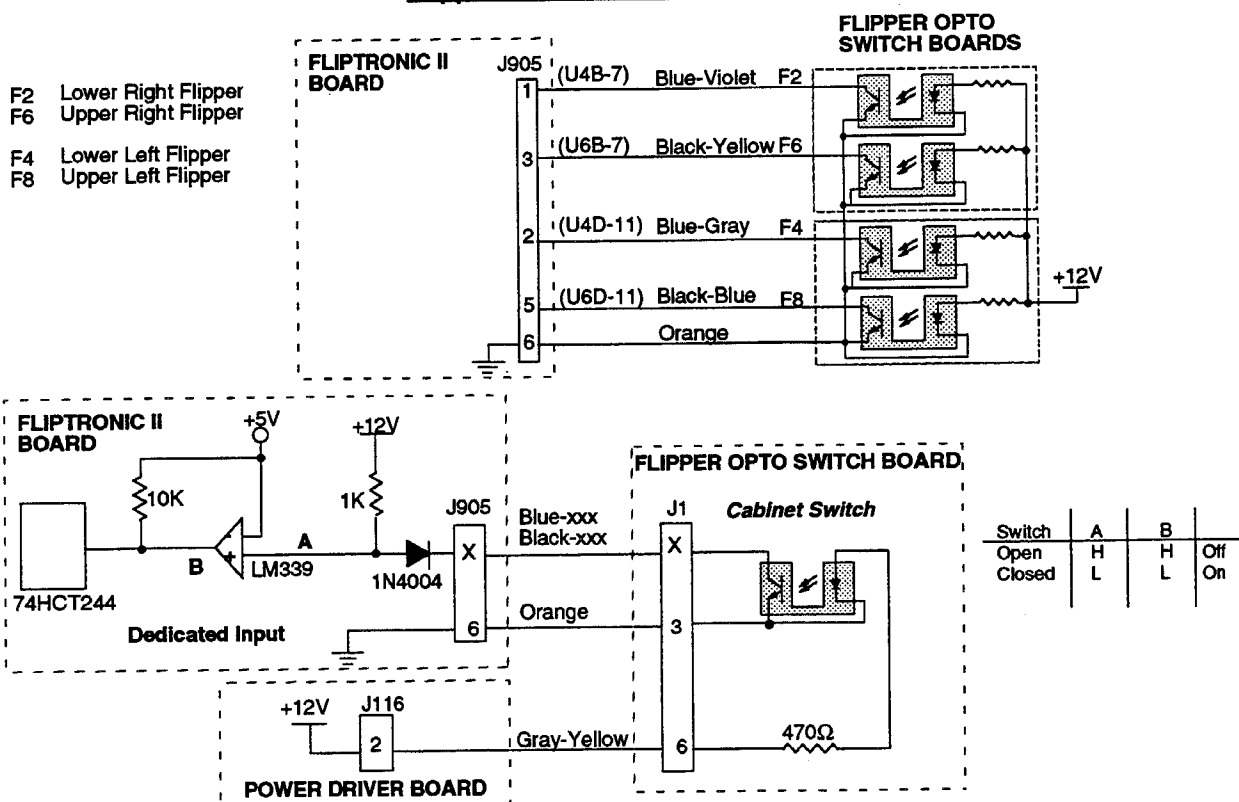 FLIPPER OPTO
SWITCH BOARDS
FLIPTRONIC II
BOARD
J905
F2 Lower Right Flipper
F6 Upper Right Flipper
F4 Lower Left Flipper
F8 Upper Left Flipper
1 (U4B-7) Blue-Violet F2
3 (U6B-7) Black-Yellow F6
2 (U4D-11) Blue-Gray F4
+12V
5 (U6D-11) Black-Blue F8
6 Orange
FLIPTRONIC II
BOARD
+5V
+12V
10K
1K
J905
A
B
- 
+
LM339
1N4004
74HCT244
Dedicated Input
X
6
Blue-xxx
Black-xxx
Orange
FLIPPER OPTO SWITCH BOARD
J1
Cabinet Switch
X
3
6
470Ω
Switch A B
Open H H Off
Closed L L On
+12V
J116
2
Gray-Yellow
POWER DRIVER BOARD